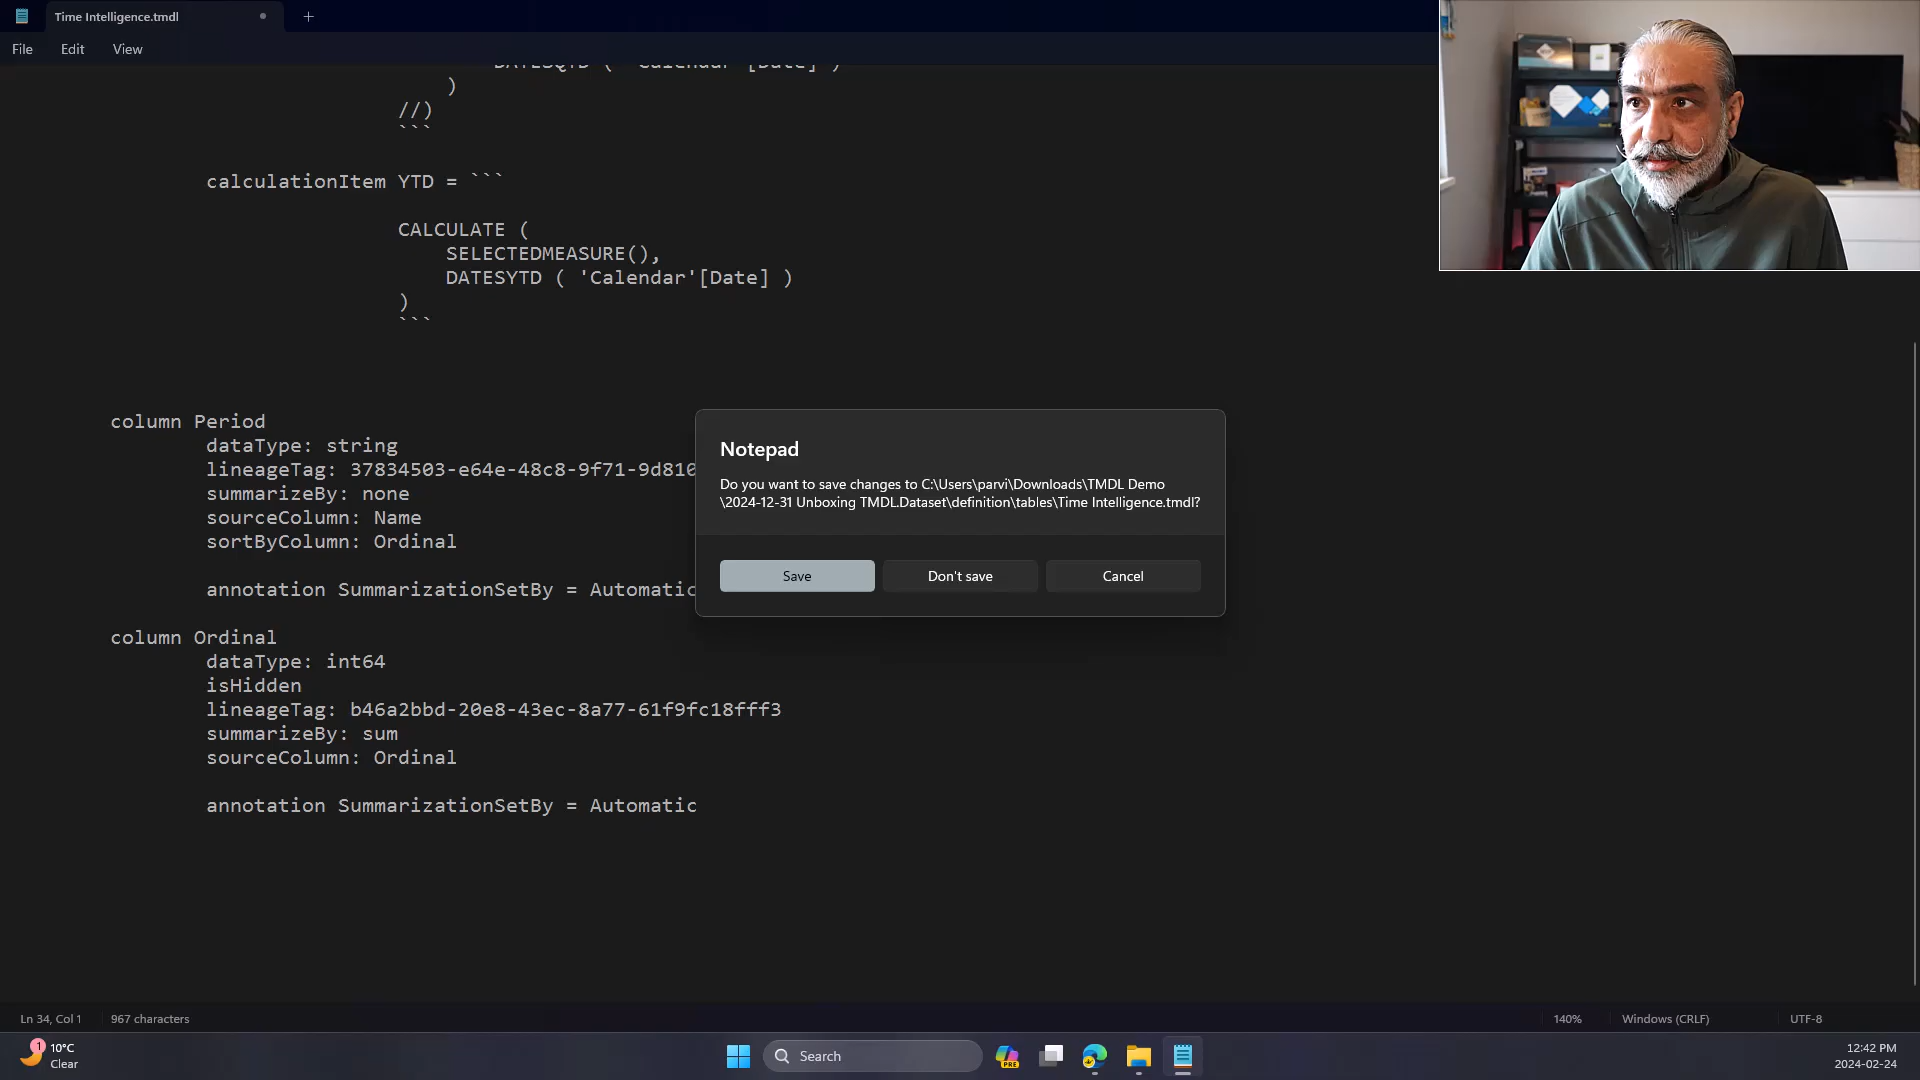 Time Intelligence.tmdl
File Edit View
DATESQTD ( 'Calendar'[Date] )
)
//)
```
calculationItem YTD = ```
CALCULATE (
SELECTEDMEASURE(),
DATESYTD ( 'Calendar'[Date] )
)
```
column Period
dataType: string
lineageTag: 37834503-e64e-48c8-9f71-9d810
summarizeBy: none
sourceColumn: Name
sortByColumn: Ordinal
annotation SummarizationSetBy = Automatic
column Ordinal
dataType: int64
isHidden
lineageTag: b46a2bbd-20e8-43ec-8a77-61f9fc18fff3
summarizeBy: sum
sourceColumn: Ordinal
annotation SummarizationSetBy = Automatic
Notepad
Do you want to save changes to C:\Users\parvi\Downloads\TMDL Demo
\2024-12-31 Unboxing TMDL.Dataset\definition\tables\Time Intelligence.tmdl?
Save Don't save Cancel
Ln 34, Col 1 967 characters 140% Windows (CRLF) UTF-8
1 10°C
Clear
Search
PRE
12:42 PM
2024-02-24